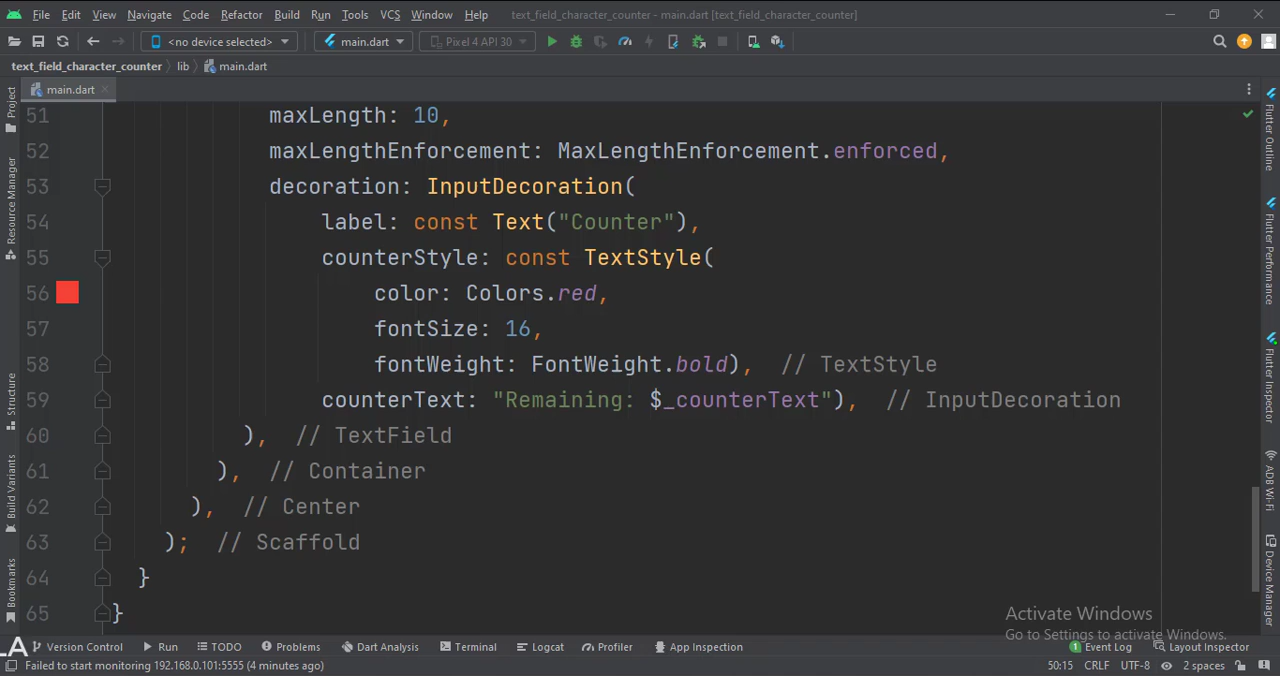 File Edit View Navigate Code Refactor Build Run Tools VCS Window Help text_field_character_counter - main.dart [text_field_character_counter]
<no device selected> main.dart Pixel 4 API 30
text_field_character_counter lib main.dart
main.dart
51 maxLength: 10,
52 maxLengthEnforcement: MaxLengthEnforcement.enforced,
53 decoration: InputDecoration(
54 label: const Text("Counter"),
55 counterStyle: const TextStyle(
56 color: Colors.red,
57 fontSize: 16,
58 fontWeight: FontWeight.bold), // TextStyle
59 counterText: "Remaining: $_counterText"), // InputDecoration
60 ), // TextField
61 ), // Container
62 ), // Center
63 ); // Scaffold
64 }
65 }
Project
Resource Manager
Structure
Build Variants
Bookmarks
Flutter Outline
Flutter Performance
Flutter Inspector
ADB Wi-Fi
Device Manager
Activate Windows
Go to Settings to activate Windows.
LA
Version Control Run TODO Problems Dart Analysis Terminal Logcat Profiler App Inspection 1 Event Log Layout Inspector
Failed to start monitoring 192.168.0.101:5555 (4 minutes ago) 50:15 CRLF UTF-8 2 spaces